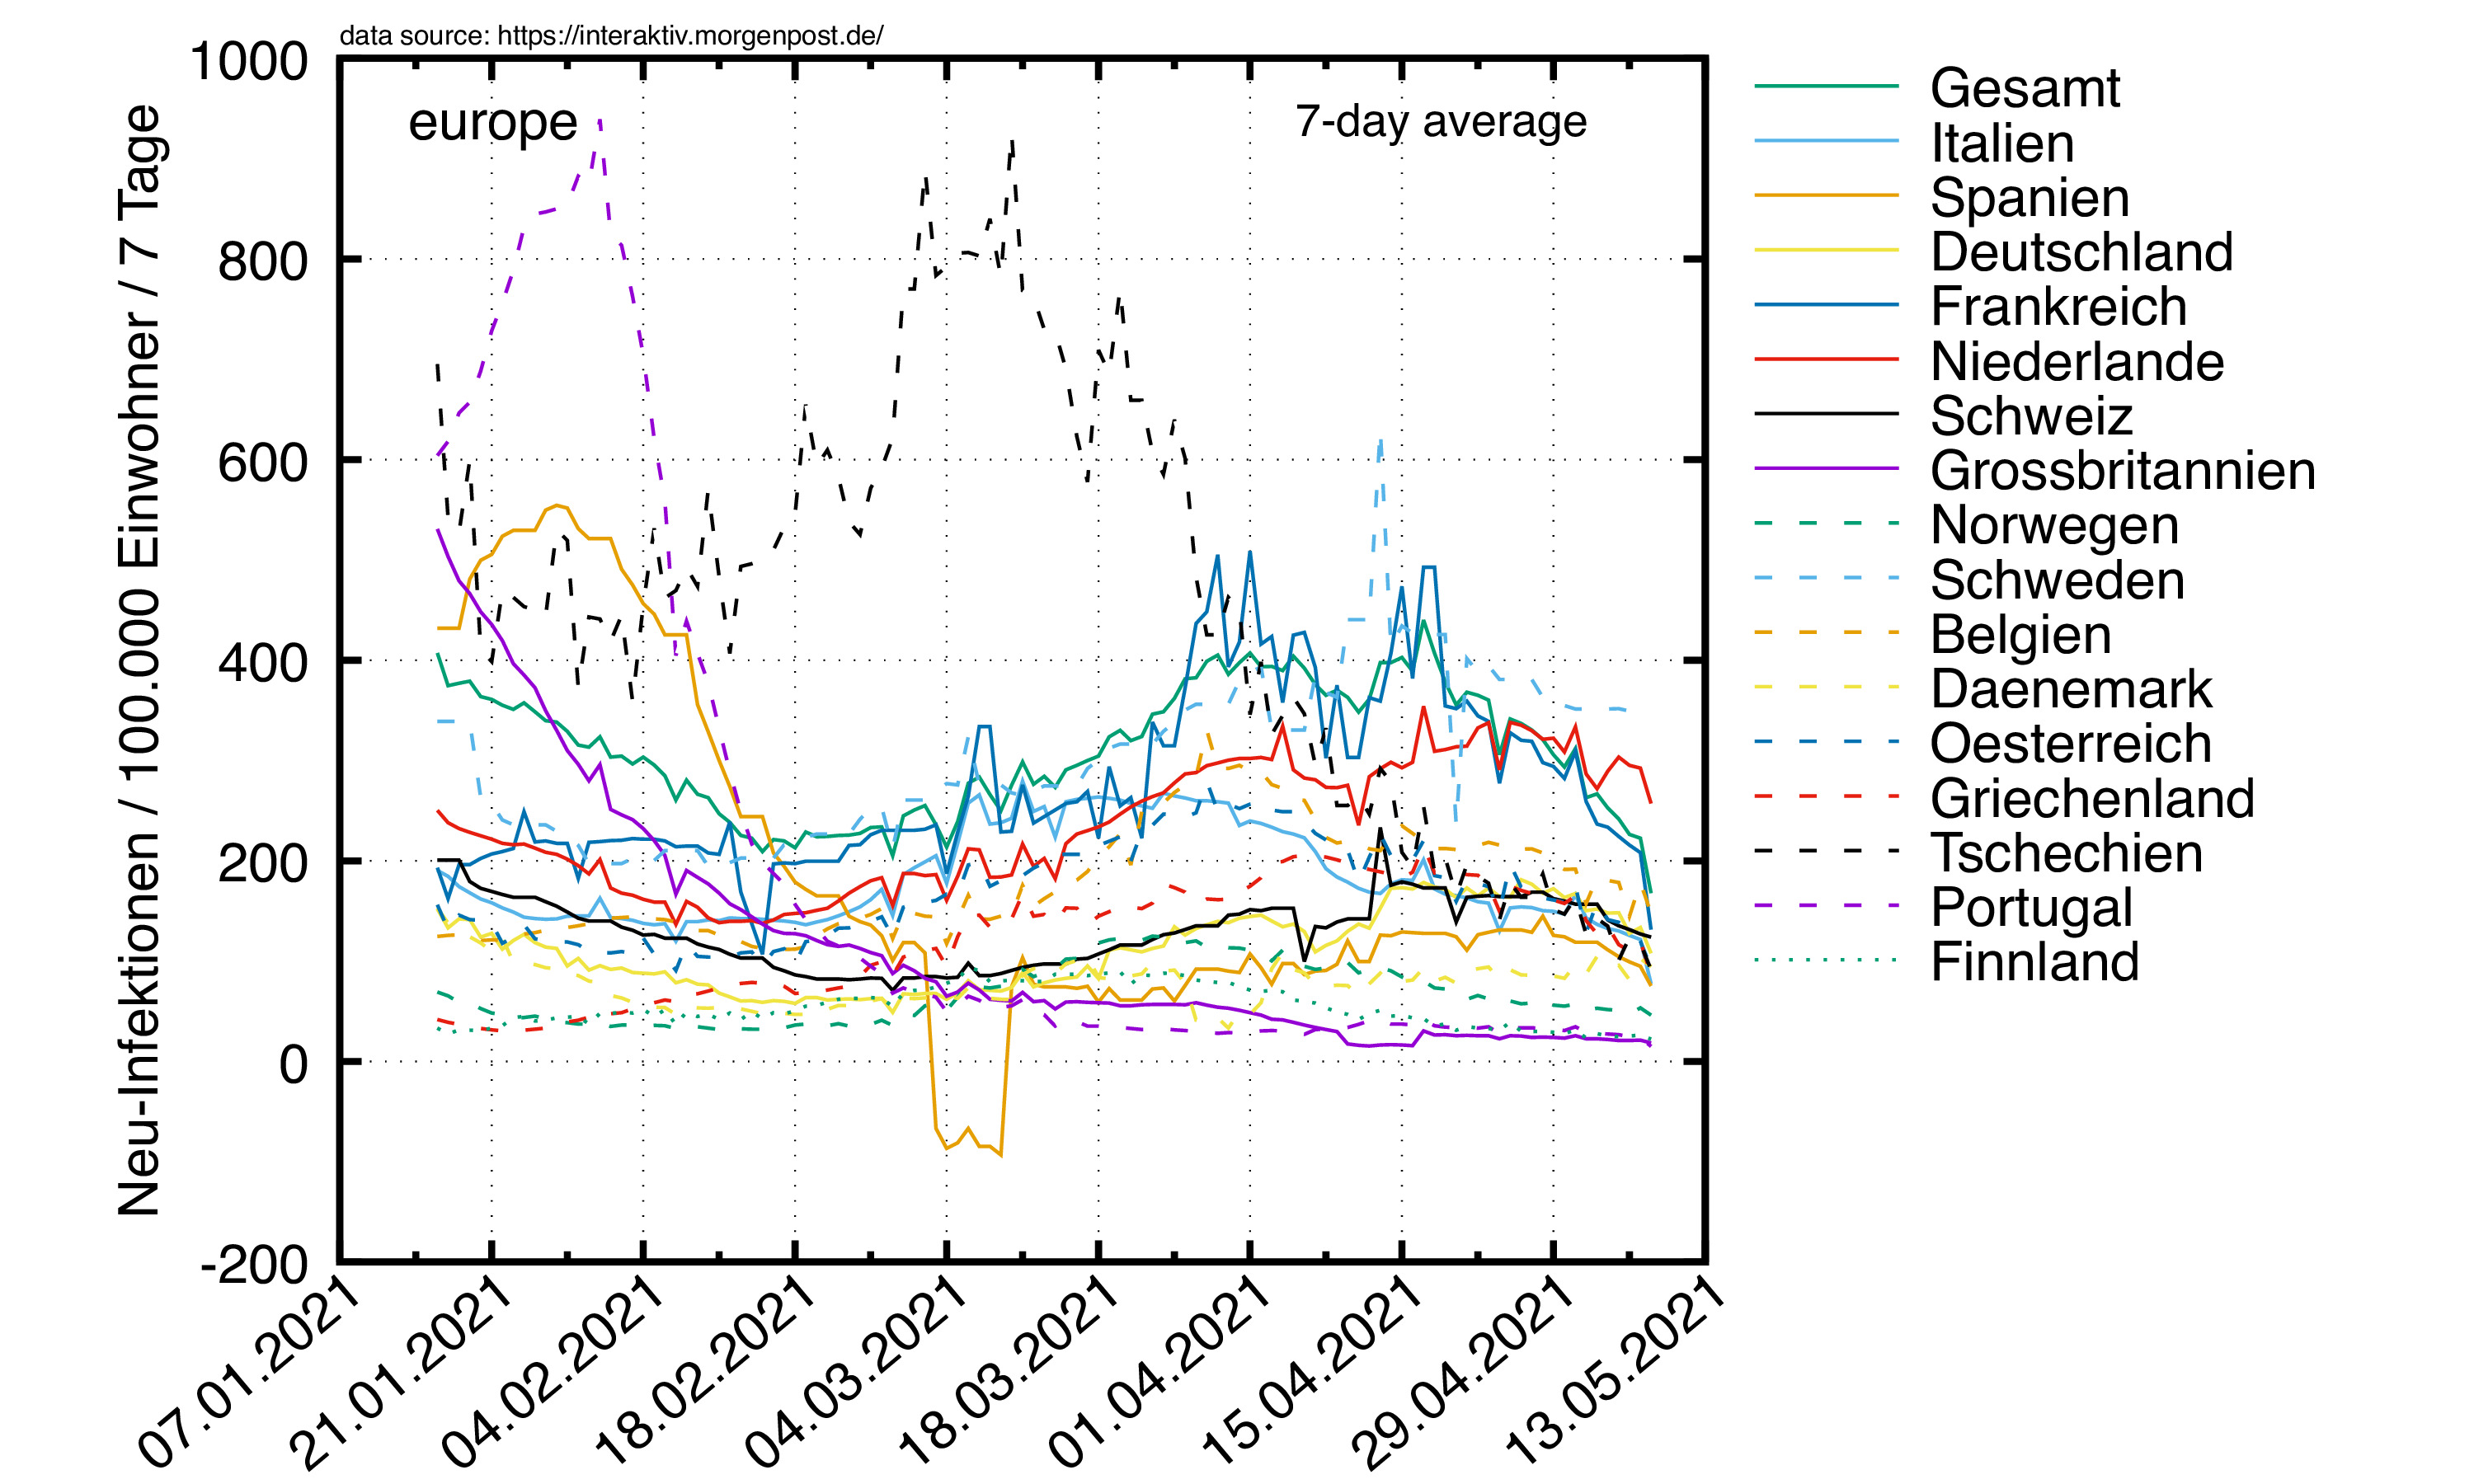 data source: https://interaktiv.morgenpost.de/
europe
7-day average
Neu-Infektionen / 100.000 Einwohner / 7 Tage
1000
800
600
400
200
0
-200
07.01.2021
21.01.2021
04.02.2021
18.02.2021
04.03.2021
18.03.2021
01.04.2021
15.04.2021
29.04.2021
13.05.2021
Gesamt
Italien
Spanien
Deutschland
Frankreich
Niederlande
Schweiz
Grossbritannien
Norwegen
Schweden
Belgien
Daenemark
Oesterreich
Griechenland
Tschechien
Portugal
Finnland